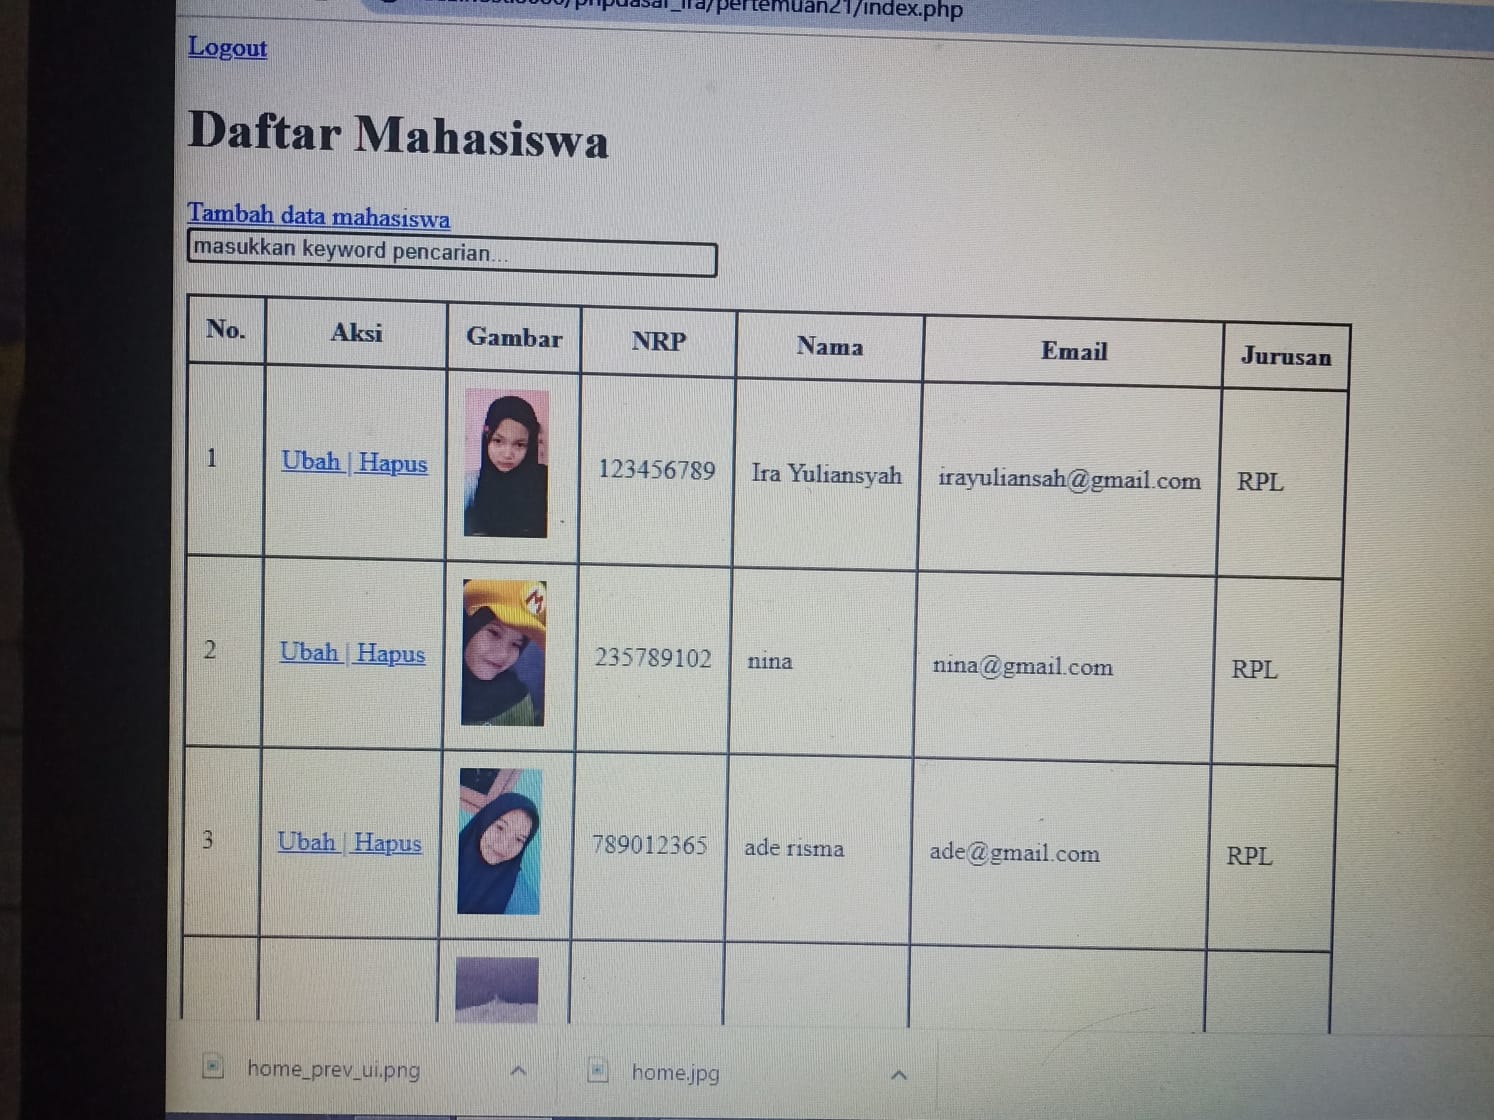 /pertemuan21/index.php
Logout
Daftar Mahasiswa
Tambah data mahasiswa
masukkan keyword pencarian...
No. Aksi Gambar NRP Nama Email Jurusan
1 Ubah | Hapus 123456789 Ira Yuliansyah irayuliansah@gmail.com RPL
M
2 Ubah | Hapus 235789102 nina nina@gmail.com RPL
3 Ubah | Hapus 789012365 ade risma ade@gmail.com RPL
home_prev_ui.png home.jpg